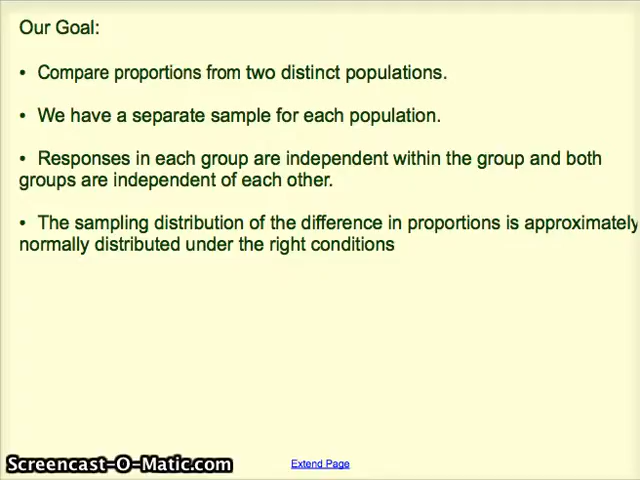 Our Goal:
• Compare proportions from two distinct populations.
• We have a separate sample for each population.
• Responses in each group are independent within the group and both
groups are independent of each other.
• The sampling distribution of the difference in proportions is approximately
normally distributed under the right conditions
Screencast-O-Matic.com
Extend Page